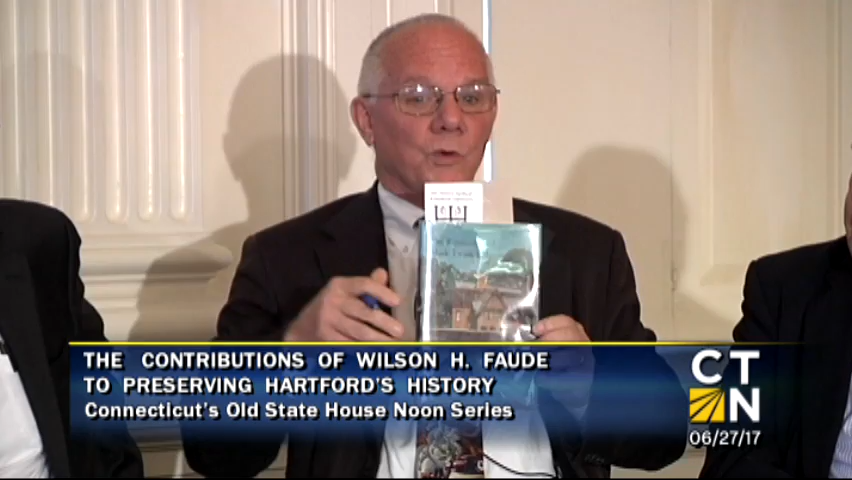 THE CONTRIBUTIONS OF WILSON H. FAUDE
TO PRESERVING HARTFORD'S HISTORY
Connecticut's Old State House Noon Series
CT
N
06/27/17